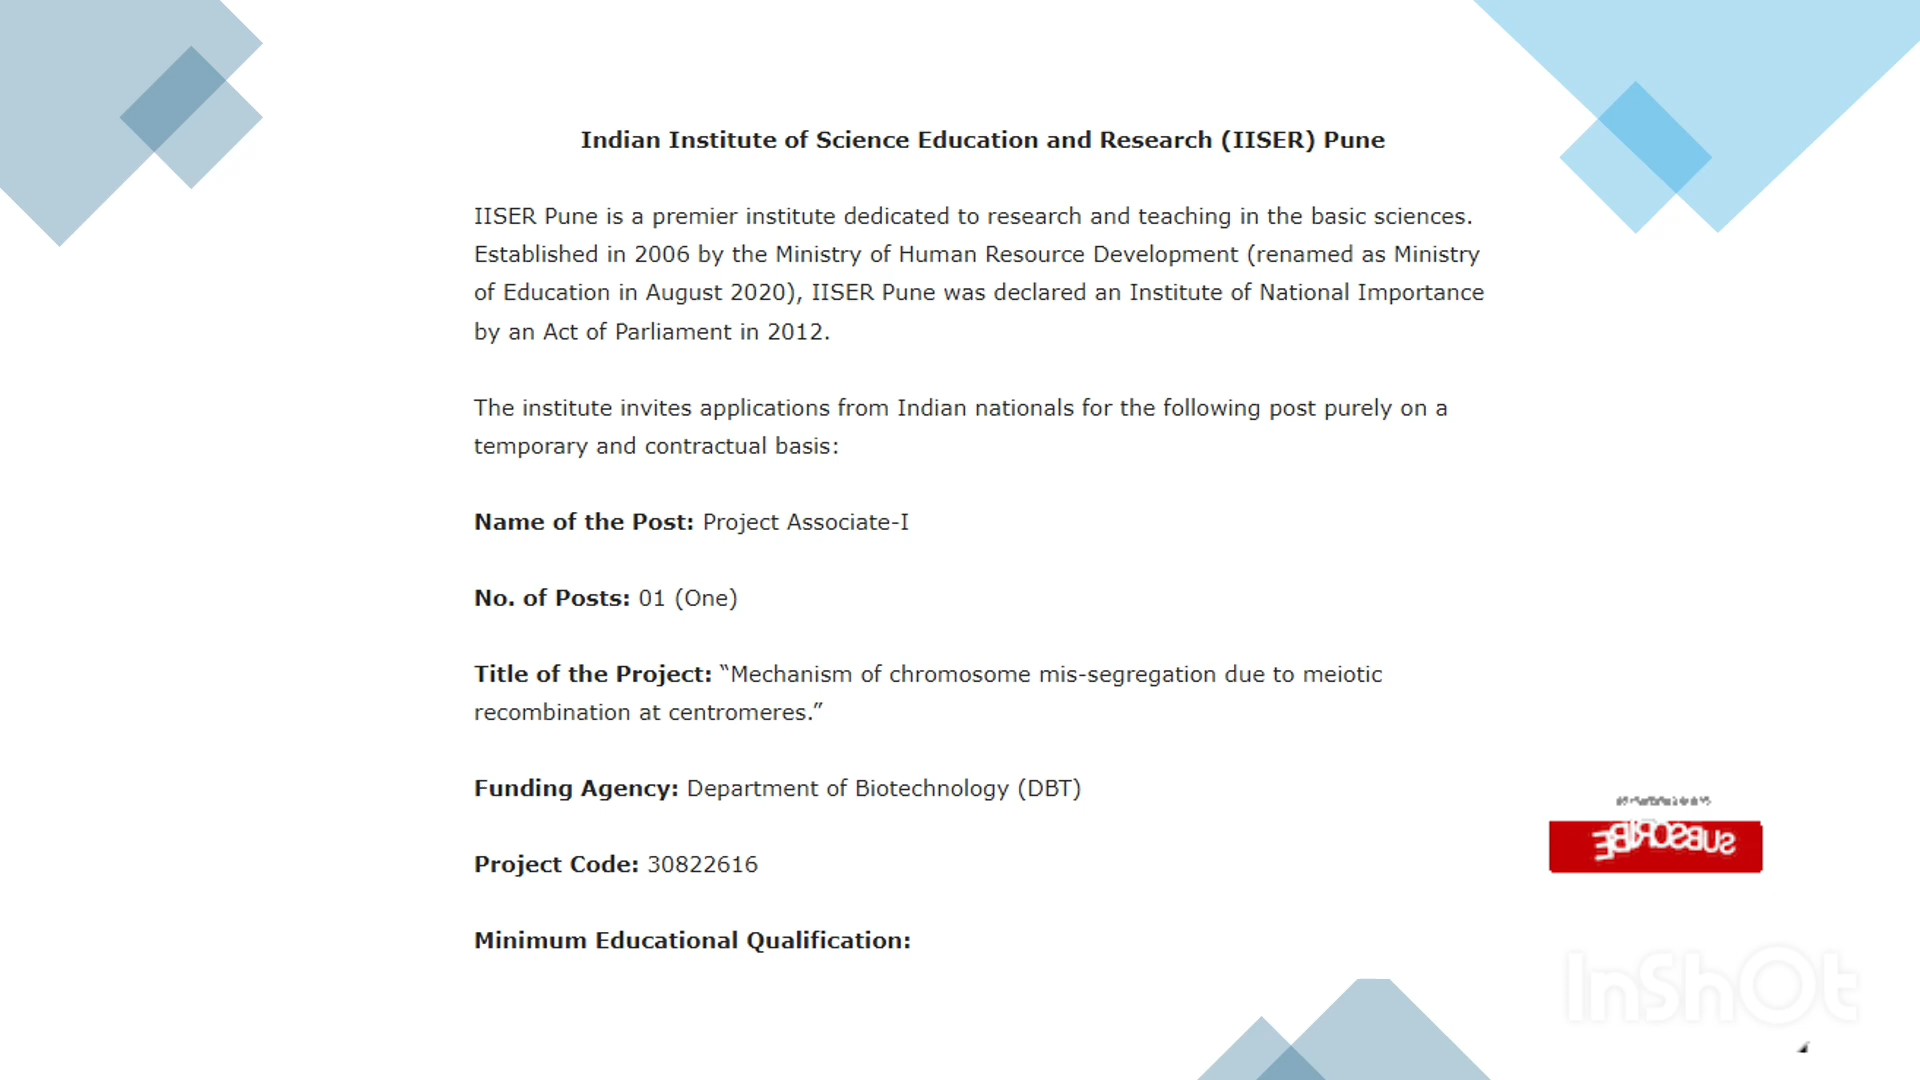 Indian Institute of Science Education and Research (IISER) Pune
IISER Pune is a premier institute dedicated to research and teaching in the basic sciences.
Established in 2006 by the Ministry of Human Resource Development (renamed as Ministry
of Education in August 2020), IISER Pune was declared an Institute of National Importance
by an Act of Parliament in 2012.
The institute invites applications from Indian nationals for the following post purely on a
temporary and contractual basis:
Name of the Post: Project Associate-I
No. of Posts: 01 (One)
Title of the Project: “Mechanism of chromosome mis-segregation due to meiotic
recombination at centromeres.”
Funding Agency: Department of Biotechnology (DBT)
Project Code: 30822616
Minimum Educational Qualification:
SUBSCRIBE
InShOt